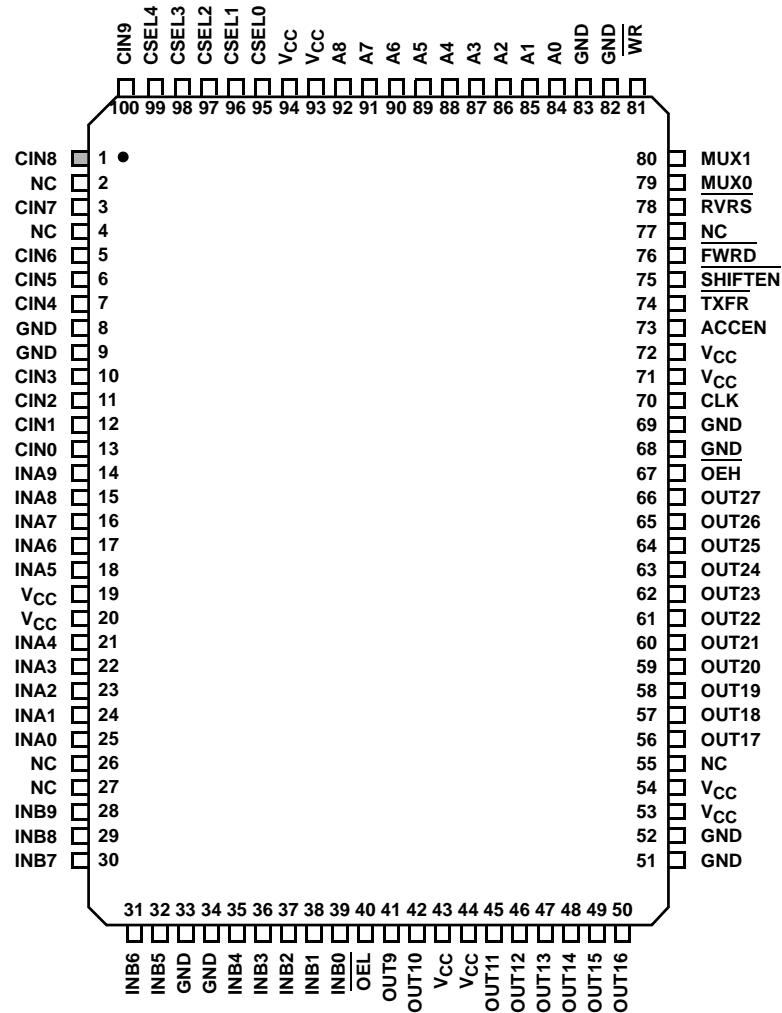 CIN9 CSEL4 CSEL3 CSEL2 CSEL1 CSEL0 VCC VCC A8 A7 A6 A5 A4 A3 A2 A1 A0 GND GND WR
100 99 98 97 96 95 94 93 92 91 90 89 88 87 86 85 84 83 82 81
CIN8 1 80 MUX1
NC 2 79 MUX0
CIN7 3 78 RVRS
NC 4 77 NC
CIN6 5 76 FWRD
CIN5 6 75 SHIFTEN
CIN4 7 74 TXFR
GND 8 73 ACCEN
GND 9 72 VCC
CIN3 10 71 VCC
CIN2 11 70 CLK
CIN1 12 69 GND
CIN0 13 68 GND
INA9 14 67 OEH
INA8 15 66 OUT27
INA7 16 65 OUT26
INA6 17 64 OUT25
INA5 18 63 OUT24
VCC 19 62 OUT23
VCC 20 61 OUT22
INA4 21 60 OUT21
INA3 22 59 OUT20
INA2 23 58 OUT19
INA1 24 57 OUT18
INA0 25 56 OUT17
NC 26 55 NC
NC 27 54 VCC
INB9 28 53 VCC
INB8 29 52 GND
INB7 30 51 GND
31 32 33 34 35 36 37 38 39 40 41 42 43 44 45 46 47 48 49 50
INB6 INB5 GND GND INB4 INB3 INB2 INB1 INB0 OEL OUT9 OUT10 VCC VCC OUT11 OUT12 OUT13 OUT14 OUT15 OUT16